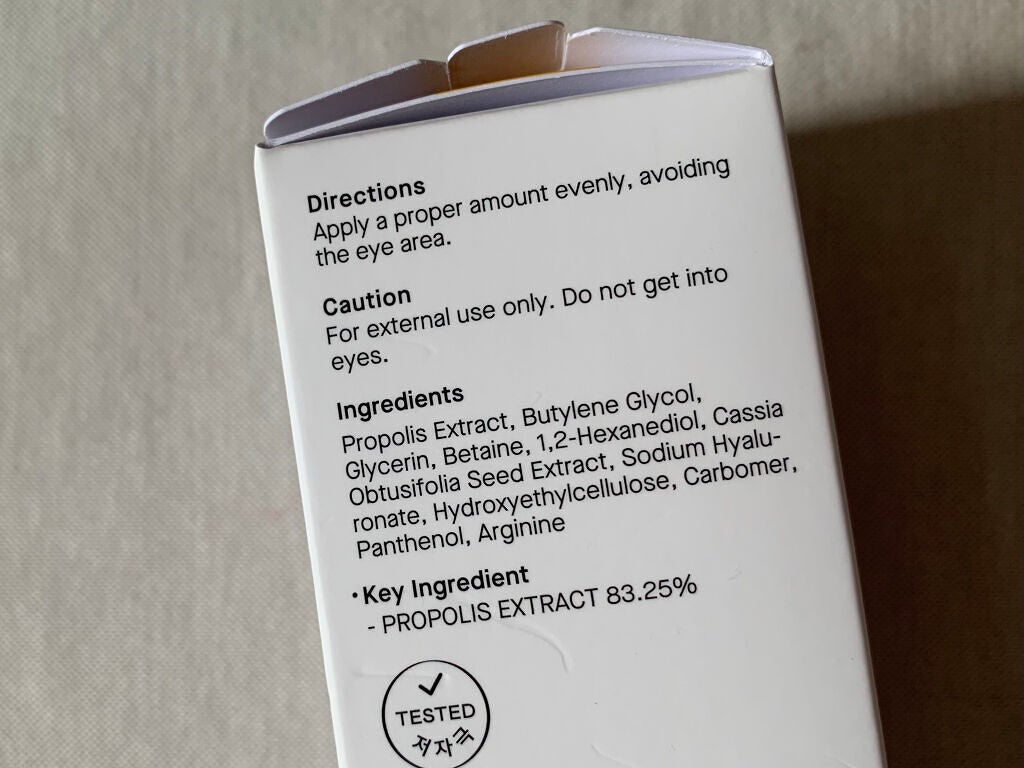 Directions
Apply a proper amount evenly, avoiding
the eye area.
Caution
For external use only. Do not get into
eyes.
Ingredients
Propolis Extract, Butylene Glycol,
Glycerin, Betaine, 1,2-Hexanediol, Cassia
Obtusifolia Seed Extract, Sodium Hyalu-
ronate, Hydroxyethylcellulose, Carbomer,
Panthenol, Arginine
·Key Ingredient
- PROPOLIS EXTRACT 83.25%
TESTED
저자극